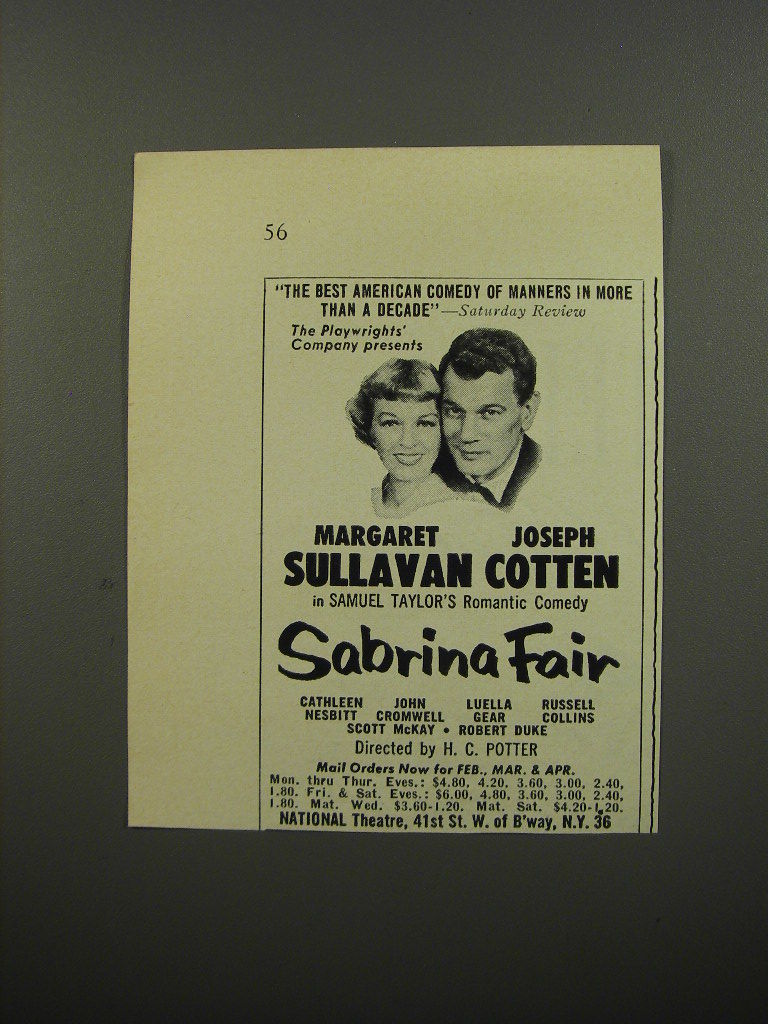 56
"THE BEST AMERICAN COMEDY OF MANNERS IN MORE
THAN A DECADE"—Saturday Review
The Playwrights'
Company presents
MARGARET JOSEPH
SULLAVAN COTTEN
in SAMUEL TAYLOR'S Romantic Comedy
Sabrina Fair
CATHLEEN JOHN LUELLA RUSSELL
NESBITT CROMWELL GEAR COLLINS
SCOTT McKAY • ROBERT DUKE
Directed by H. C. POTTER
Mail Orders Now for FEB., MAR. & APR.
Mon. thru Thur. Eves.: $4.80, 4.20, 3.60, 3.00, 2.40,
1.80. Fri. & Sat. Eves.: $6.00, 4.80, 3.60, 3.00, 2.40,
1.80. Mat. Wed. $3.60-1.20. Mat. Sat. $4.20-1.20.
NATIONAL Theatre, 41st St. W. of B'way, N.Y. 36